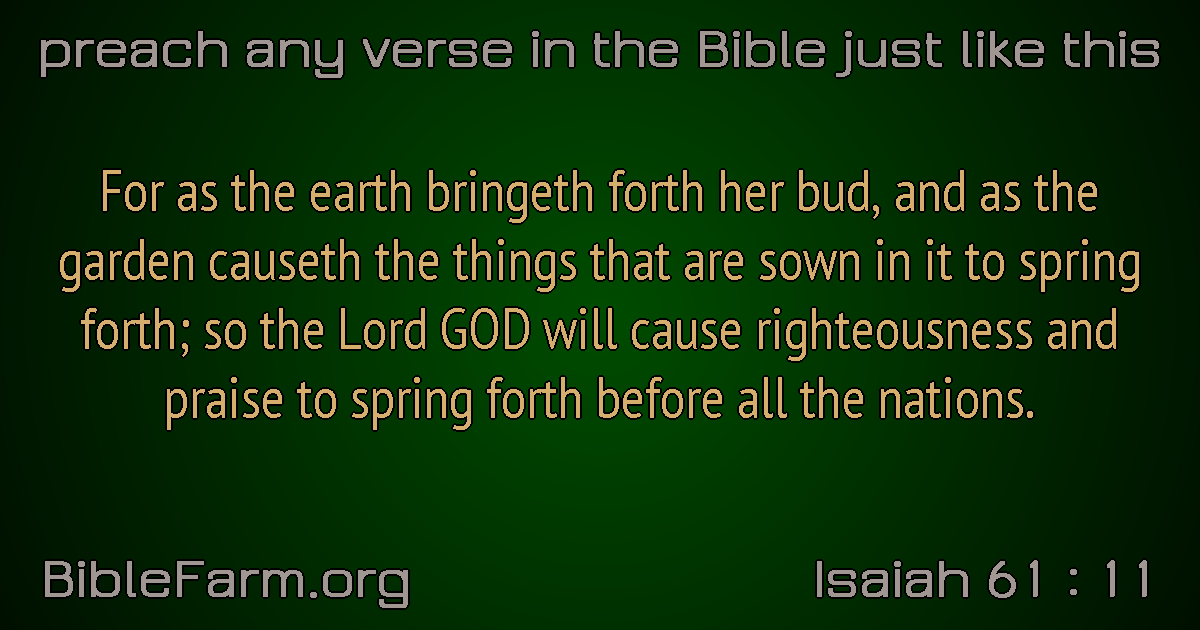 preach any verse in the Bible just like this
For as the earth bringeth forth her bud, and as the
garden causeth the things that are sown in it to spring
forth; so the Lord GOD will cause righteousness and
praise to spring forth before all the nations.
BibleFarm.org
Isaiah 61 : 11